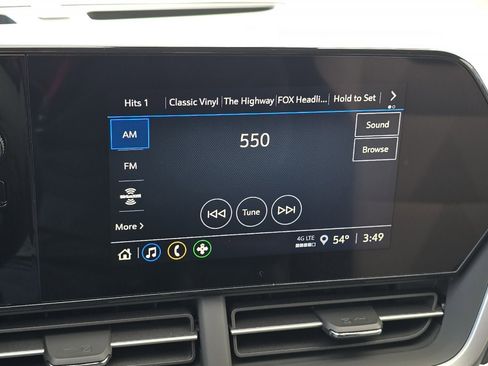 Hits 1 Classic Vinyl The Highway FOX Headli... Hold to Set >
AM
550
Sound
FM
Browse
Tune
More >
4G LTE 54° 3:49